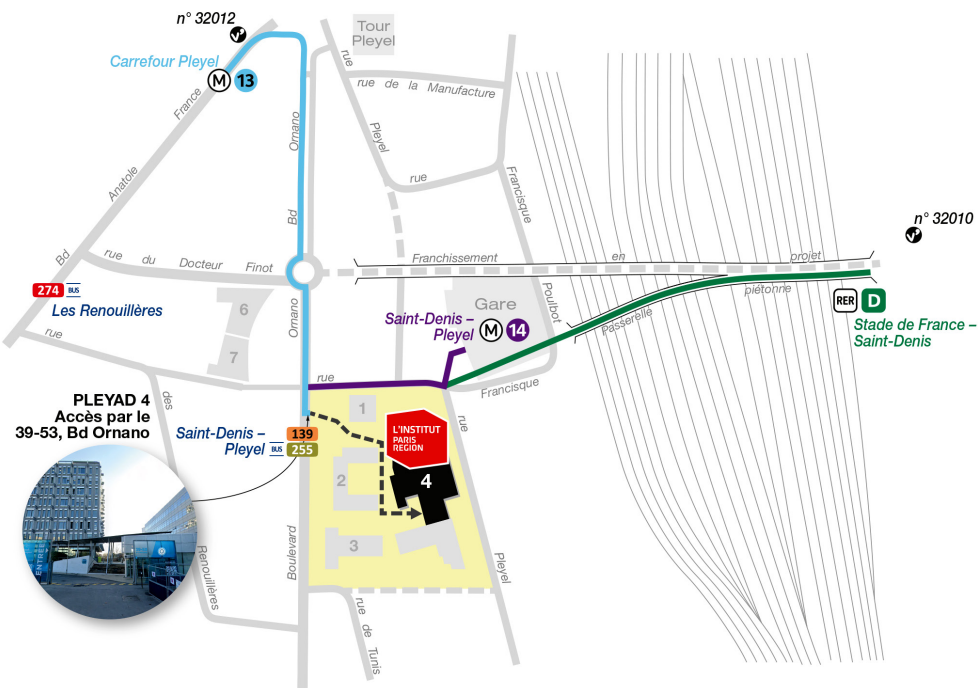 n° 32012
Tour
Pleyel
Carrefour Pleyel
M 13
rue
rue de la Manufacture
France
Anatole
Bd
Ornano
Bd
Pleyel
rue
Francisque
Poulbot
n° 32010
rue du Docteur Finot
Franchissement en projet
274 BUS
Les Renouillères
6
7
Ornano
Gare
Saint-Denis –
Pleyel
M 14
Passerelle piétonne
RER D
Stade de France –
Saint-Denis
rue
des
Renouillères
rue
Francisque
rue
Pleyel
PLEYAD 4
Accès par le
39-53, Bd Ornano
Saint-Denis –
Pleyel
BUS
139
255
1
2
3
L'INSTITUT
PARIS
REGION
4
ENTRÉE
Boulevard
rue de Tunis